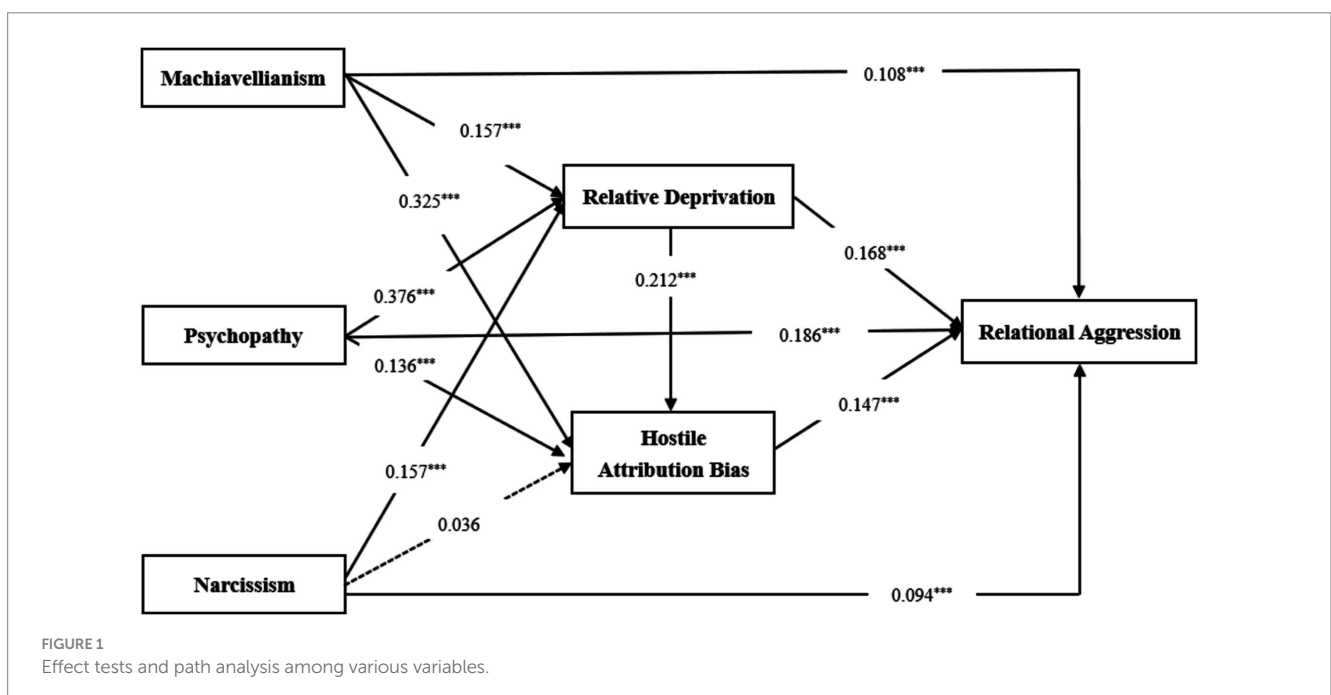 Machiavellianism
0.108***
0.157***
Relative Deprivation
0.325***
0.168***
0.212***
0.376***
Psychopathy
0.186***
Relational Aggression
0.136***
0.147***
Hostile
Attribution Bias
0.157***
0.036
Narcissism
0.094***
FIGURE 1
Effect tests and path analysis among various variables.